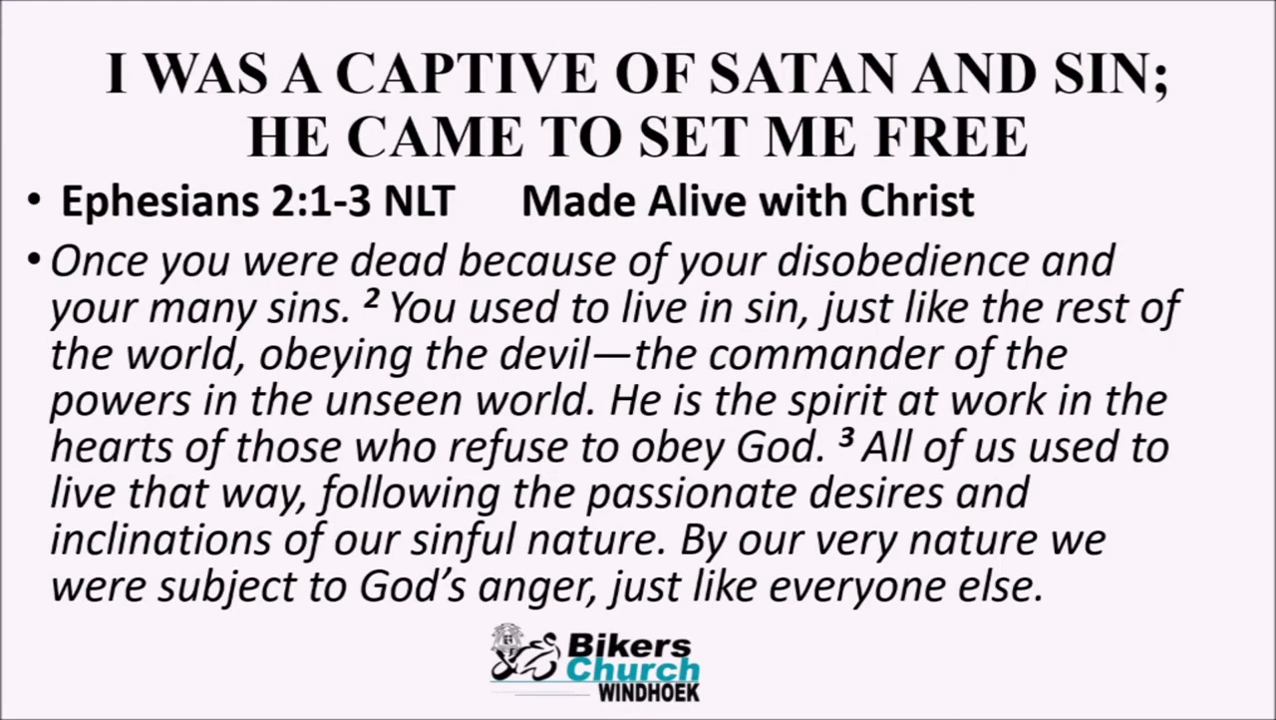 I WAS A CAPTIVE OF SATAN AND SIN;
HE CAME TO SET ME FREE
• Ephesians 2:1-3 NLT Made Alive with Christ
• Once you were dead because of your disobedience and
your many sins. ² You used to live in sin, just like the rest of
the world, obeying the devil—the commander of the
powers in the unseen world. He is the spirit at work in the
hearts of those who refuse to obey God. ³ All of us used to
live that way, following the passionate desires and
inclinations of our sinful nature. By our very nature we
were subject to God’s anger, just like everyone else.
Bikers
Church
WINDHOEK